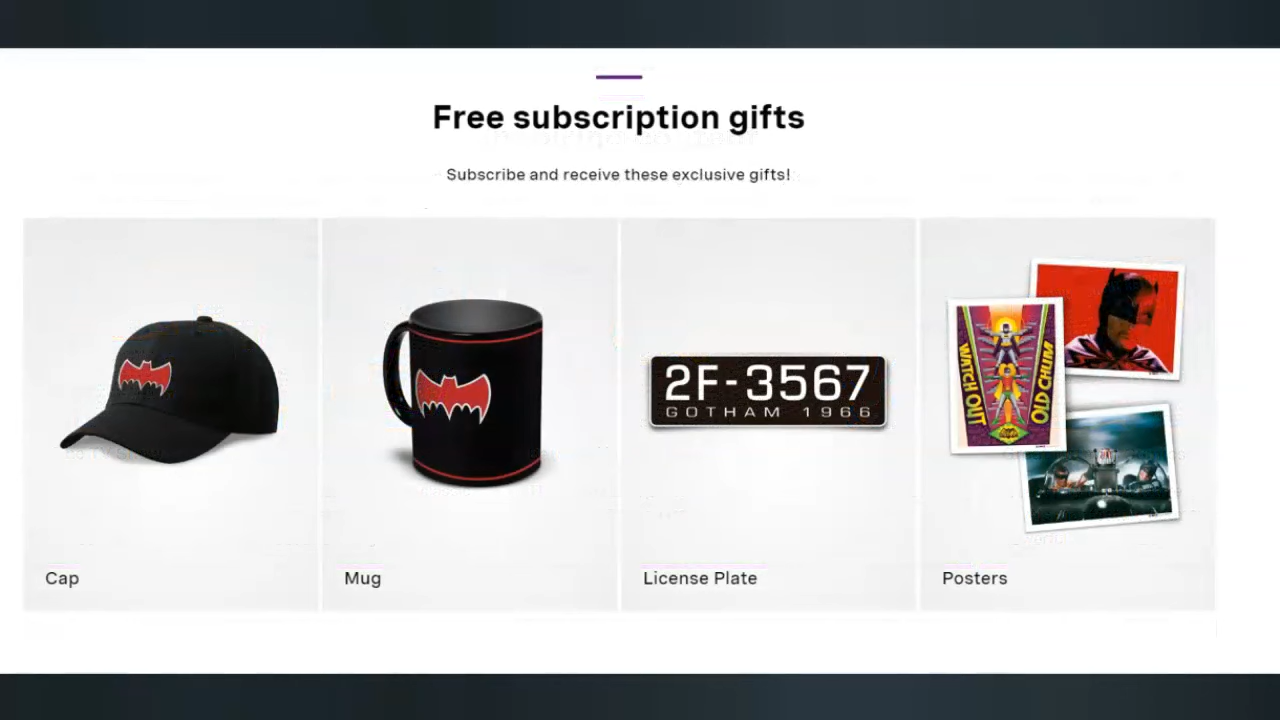 Free subscription gifts
Subscribe and receive these exclusive gifts!
2F-3567
GOTHAM 1966
WATCH OUT
OLD CHUM
Cap
Mug
License Plate
Posters